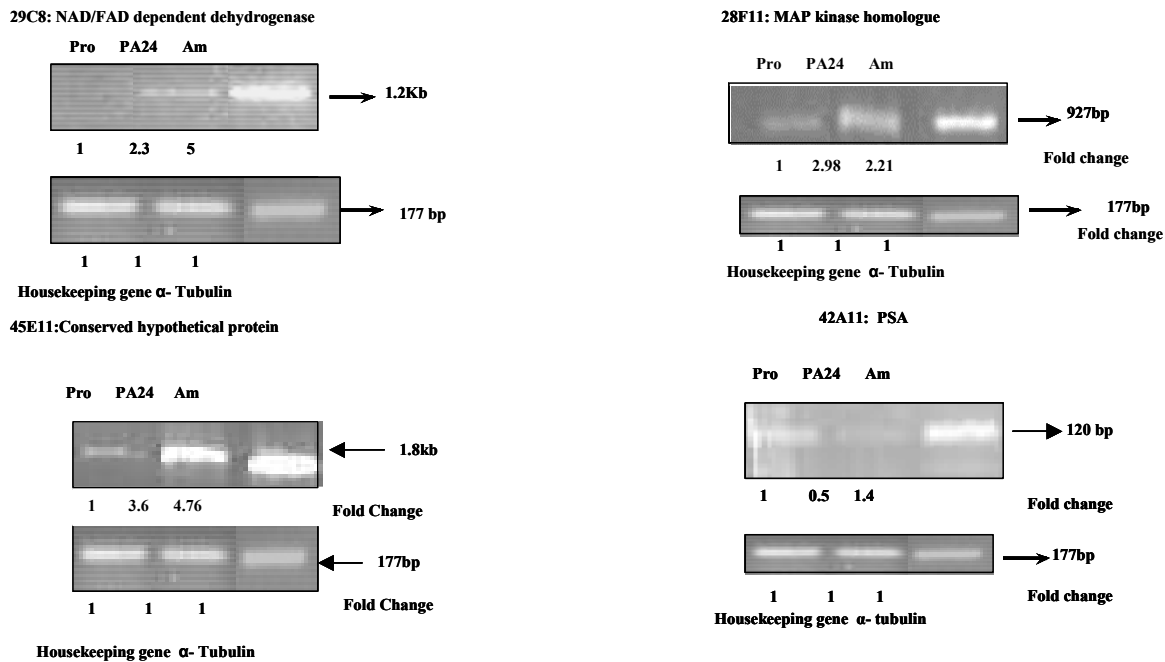 29C8: NAD/FAD dependent dehydrogenase
Pro PA24 Am
1.2Kb
1 2.3 5
177 bp
1 1 1
Housekeeping gene α- Tubulin
28F11: MAP kinase homologue
Pro PA24 Am
927bp
Fold change
1 2.98 2.21
177bp
Fold change
1 1 1
Housekeeping gene α- Tubulin
45E11:Conserved hypothetical protein
Pro PA24 Am
1.8kb
1 3.6 4.76
Fold Change
177bp
Fold Change
1 1 1
Housekeeping gene α- Tubulin
42A11: PSA
Pro PA24 Am
120 bp
1 0.5 1.4
Fold change
177bp
Fold change
1 1 1
Housekeeping gene α- tubulin